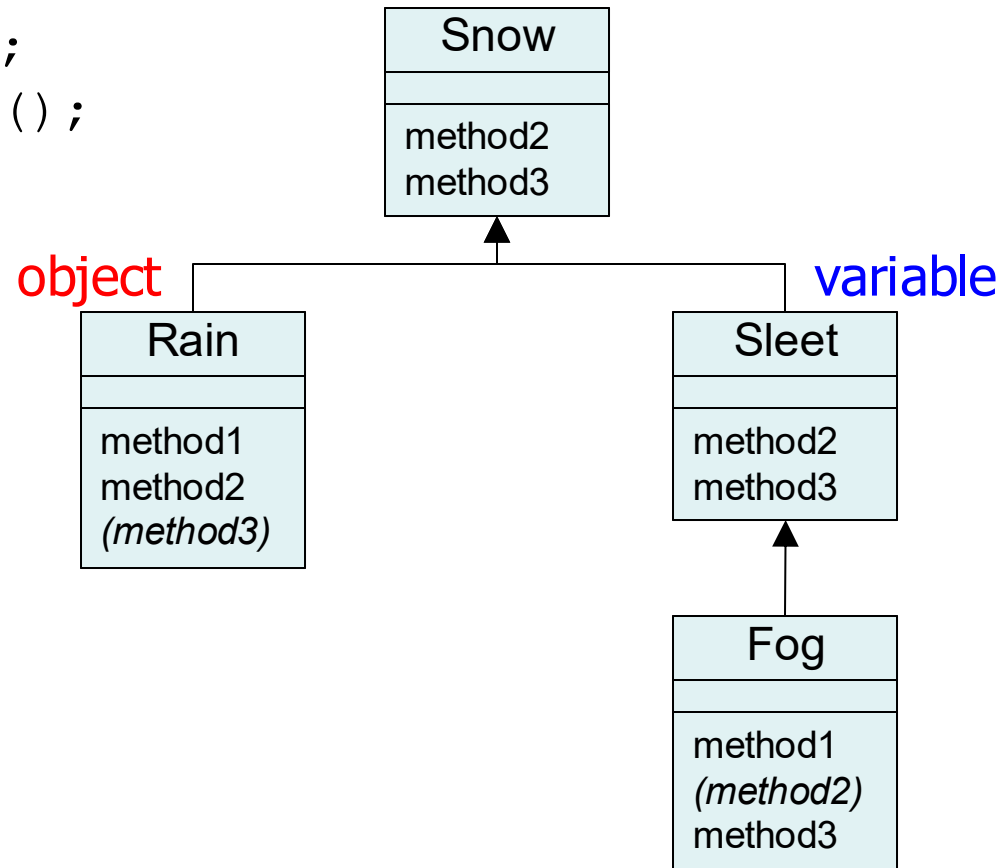 ;
();
Snow
method2
method3
object
variable
Rain
method1
method2
(method3)
Sleet
method2
method3
Fog
method1
(method2)
method3